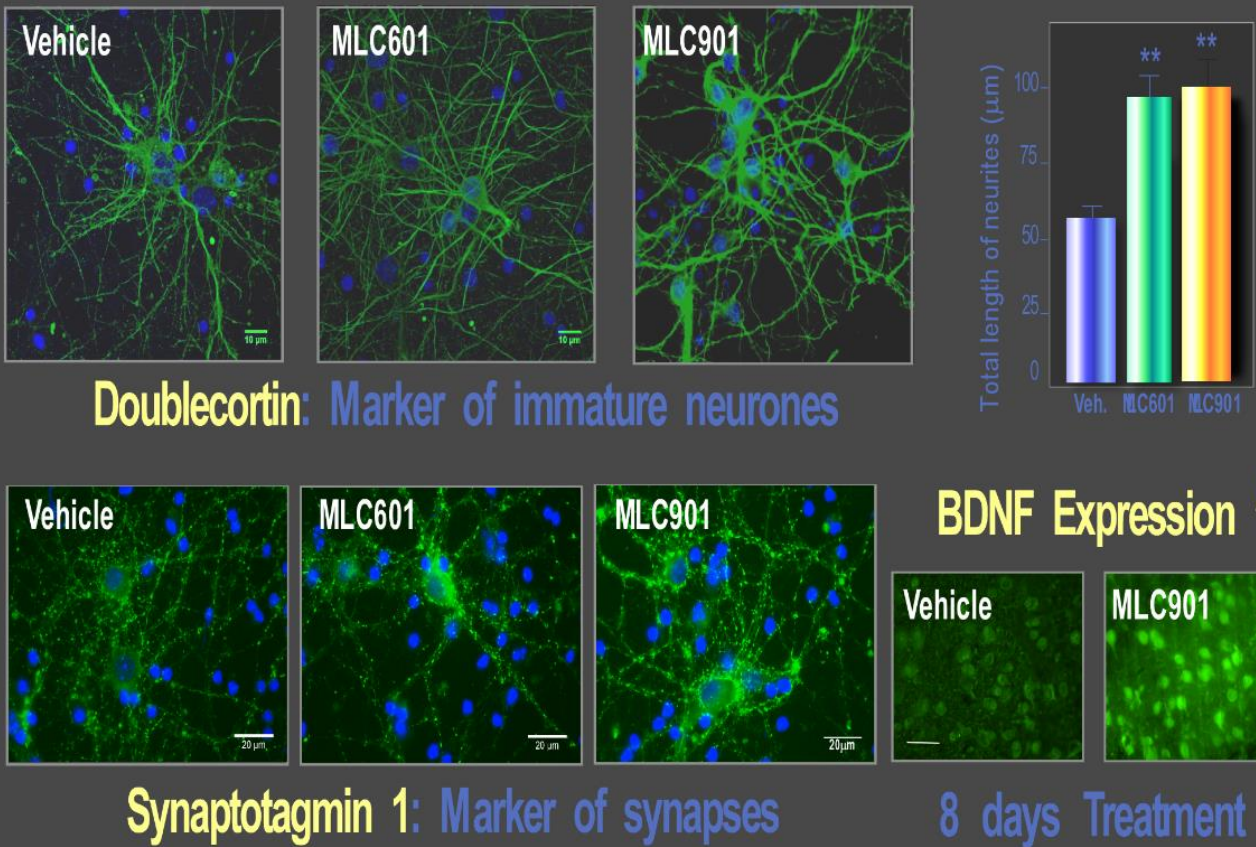 Vehicle
MLC601
MLC901
10 µm
10 µm
Doublecortin: Marker of immature neurones
Total length of neurites (µm)
**
**
100
75
50
25
0
Veh.
MLC601
MLC901
Vehicle
MLC601
MLC901
20 µm
20 µm
20µm
Synaptotagmin 1: Marker of synapses
BDNF Expression
Vehicle
MLC901
8 days Treatment